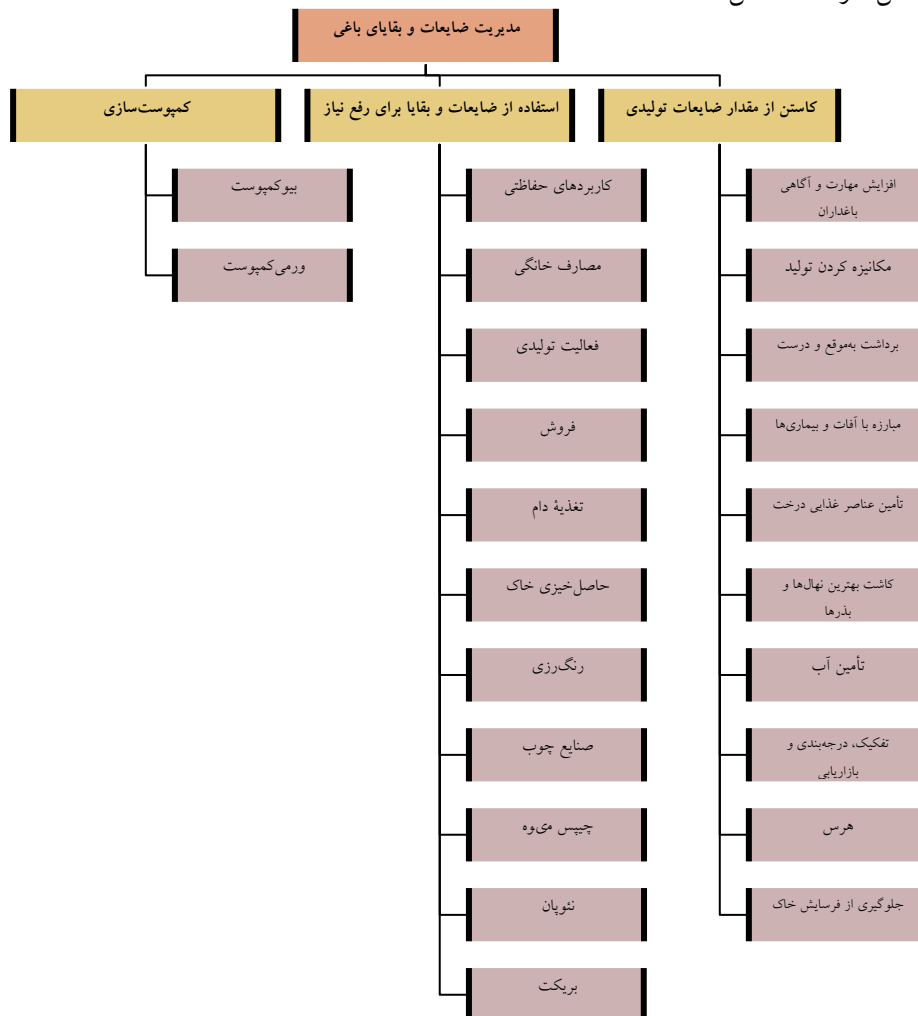 مدیریت ضایعات و بقایای باغی
کاستن از مقدار ضایعات تولیدی
افزایش مهارت و آگاهی
باغداران
مکانیزه کردن تولید
برداشت به‌موقع و درست
مبارزه با آفات و بیماری‌ها
تأمین عناصر غذایی درخت
کاشت بهترین نهال‌ها و
بذرها
تأمین آب
تفکیک، درجه‌بندی و
بازاریابی
هرس
جلوگیری از فرسایش خاک
استفاده از ضایعات و بقایا برای رفع نیاز
کاربردهای حفاظتی
مصارف خانگی
فعالیت تولیدی
فروش
تغذیۀ دام
حاصل‌خیزی خاک
رنگ‌رزی
صنایع چوب
چیپس میوه
نئوپان
بریکت
کمپوست‌سازی
بیوکمپوست
ورمی‌کمپوست